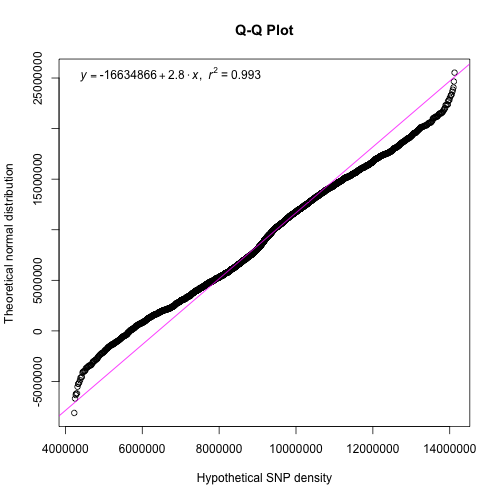 Q-Q Plot
y = -16634866 + 2.8 · x, r² = 0.993
Theoretical normal distribution
-5000000 0 5000000 15000000 25000000
4000000 6000000 8000000 10000000 12000000 14000000
Hypothetical SNP density